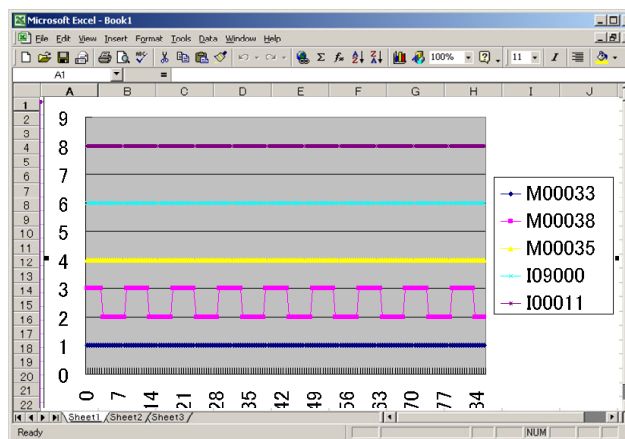 Microsoft Excel - Book1
File Edit View Insert Format Tools Data Window Help
100% 11 I
A1 =
A B C D E F G H I J
1
2
3
4
5
6
7
8
9
10
11
12
13
14
15
16
17
18
19
20
21
22
9
8
7
6
5
4
3
2
1
0
0 7 14 21 28 35 42 49 56 63 70 77 84
M00033
M00038
M00035
I09000
I00011
Sheet1 Sheet2 Sheet3
Ready NUM